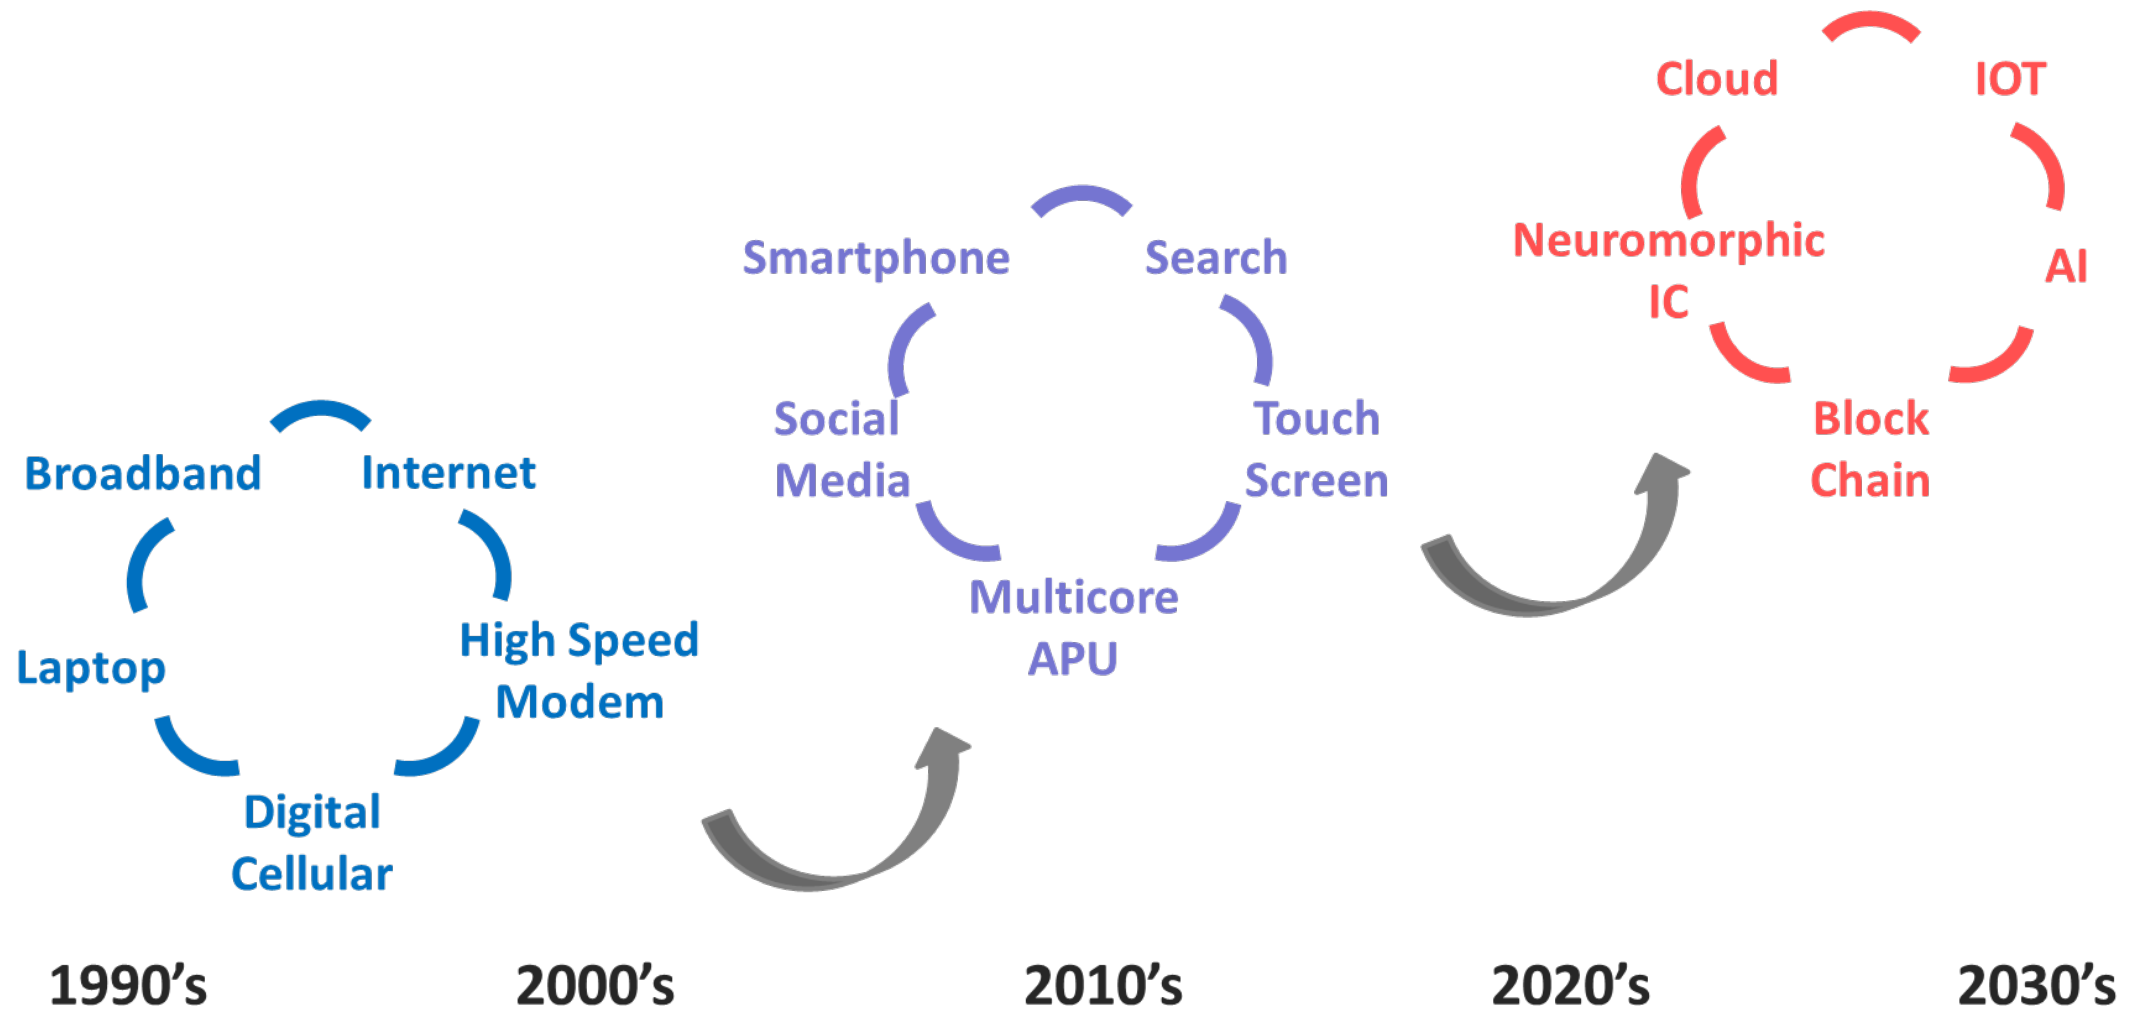 Broadband
Internet
High Speed
Modem
Digital
Cellular
Laptop
Smartphone
Search
Touch
Screen
Multicore
APU
Social
Media
Cloud
IOT
AI
Block
Chain
Neuromorphic
IC
1990’s
2000’s
2010’s
2020’s
2030’s